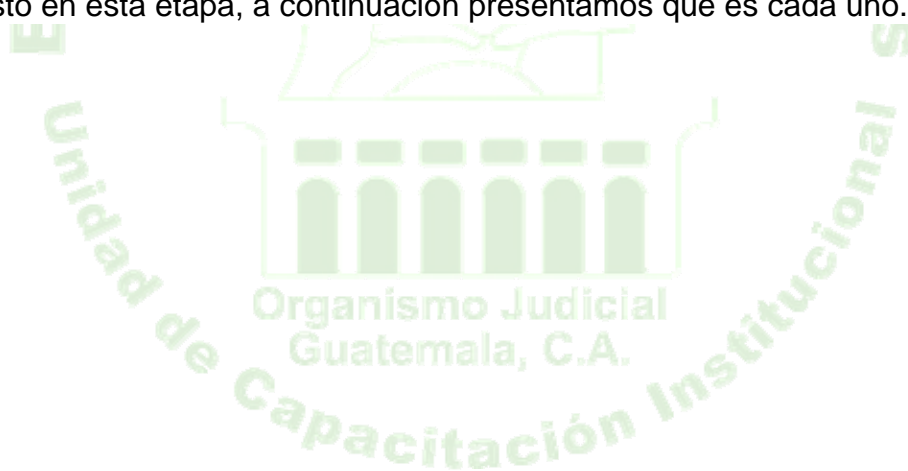 sto en esta etapa, a continuación presentamos que es cada uno.
Organismo Judicial
Guatemala, C.A.
Unidad de Capacitación Institucional